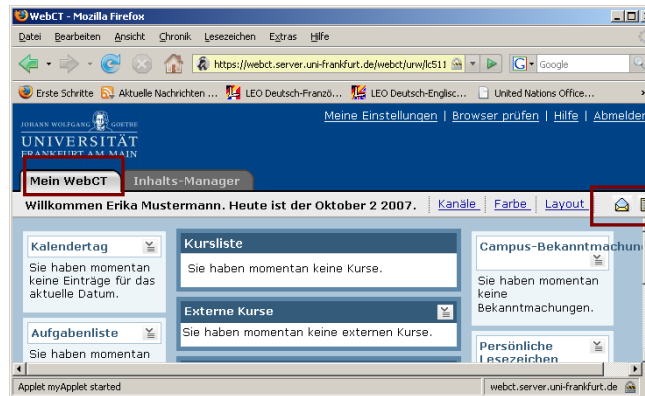 WebCT - Mozilla Firefox
Datei Bearbeiten Ansicht Chronik Lesezeichen Extras Hilfe
https://webct.server.uni-frankfurt.de/webct/urw/lc511
G Google
Erste Schritte Aktuelle Nachrichten ... LEO Deutsch-Franzö... LEO Deutsch-Englisc... United Nations Office...
Meine Einstellungen | Browser prüfen | Hilfe | Abmelden
JOHANN WOLFGANG GOETHE
UNIVERSITÄT
FRANKFURT AM MAIN
Mein WebCT Inhalts-Manager
Willkommen Erika Mustermann. Heute ist der Oktober 2 2007. Kanäle Farbe Layout
Kalendertag
Sie haben momentan
keine Einträge für das
aktuelle Datum.
Aufgabenliste
Sie haben momentan
Kursliste
Sie haben momentan keine Kurse.
Externe Kurse
Sie haben momentan keine externen Kurse.
Campus-Bekanntmachun
Sie haben momentan
keine
Bekanntmachungen.
Persönliche
Lesezeichen
Applet myApplet started webct.server.uni-frankfurt.de